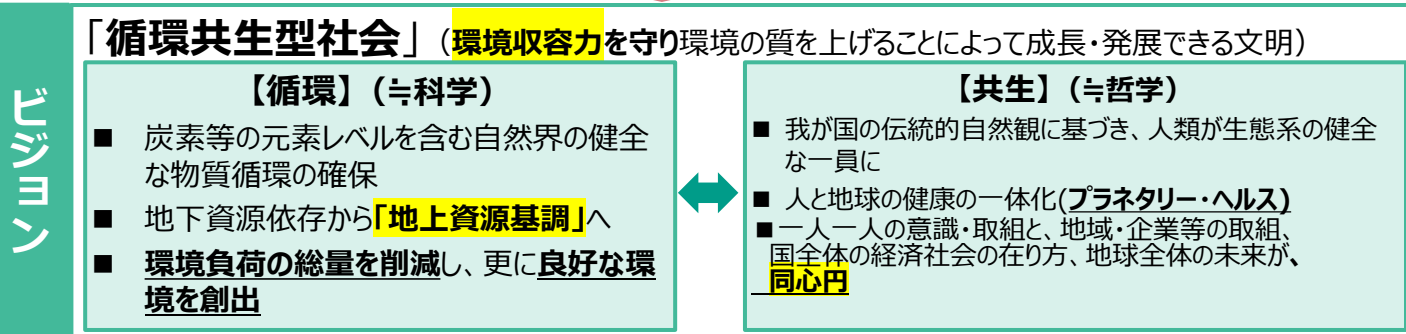 ビジョン
「循環共生型社会」（環境収容力を守り環境の質を上げることによって成長・発展できる文明）
【循環】（≒科学）
■ 炭素等の元素レベルを含む自然界の健全
な物質循環の確保
■ 地下資源依存から「地上資源基調」へ
■ 環境負荷の総量を削減し、更に良好な環
境を創出
【共生】（≒哲学）
■ 我が国の伝統的自然観に基づき、人類が生態系の健全
な一員に
■ 人と地球の健康の一体化(プラネタリー・ヘルス)
■一人一人の意識・取組と、地域・企業等の取組、
国全体の経済社会の在り方、地球全体の未来が、
同心円